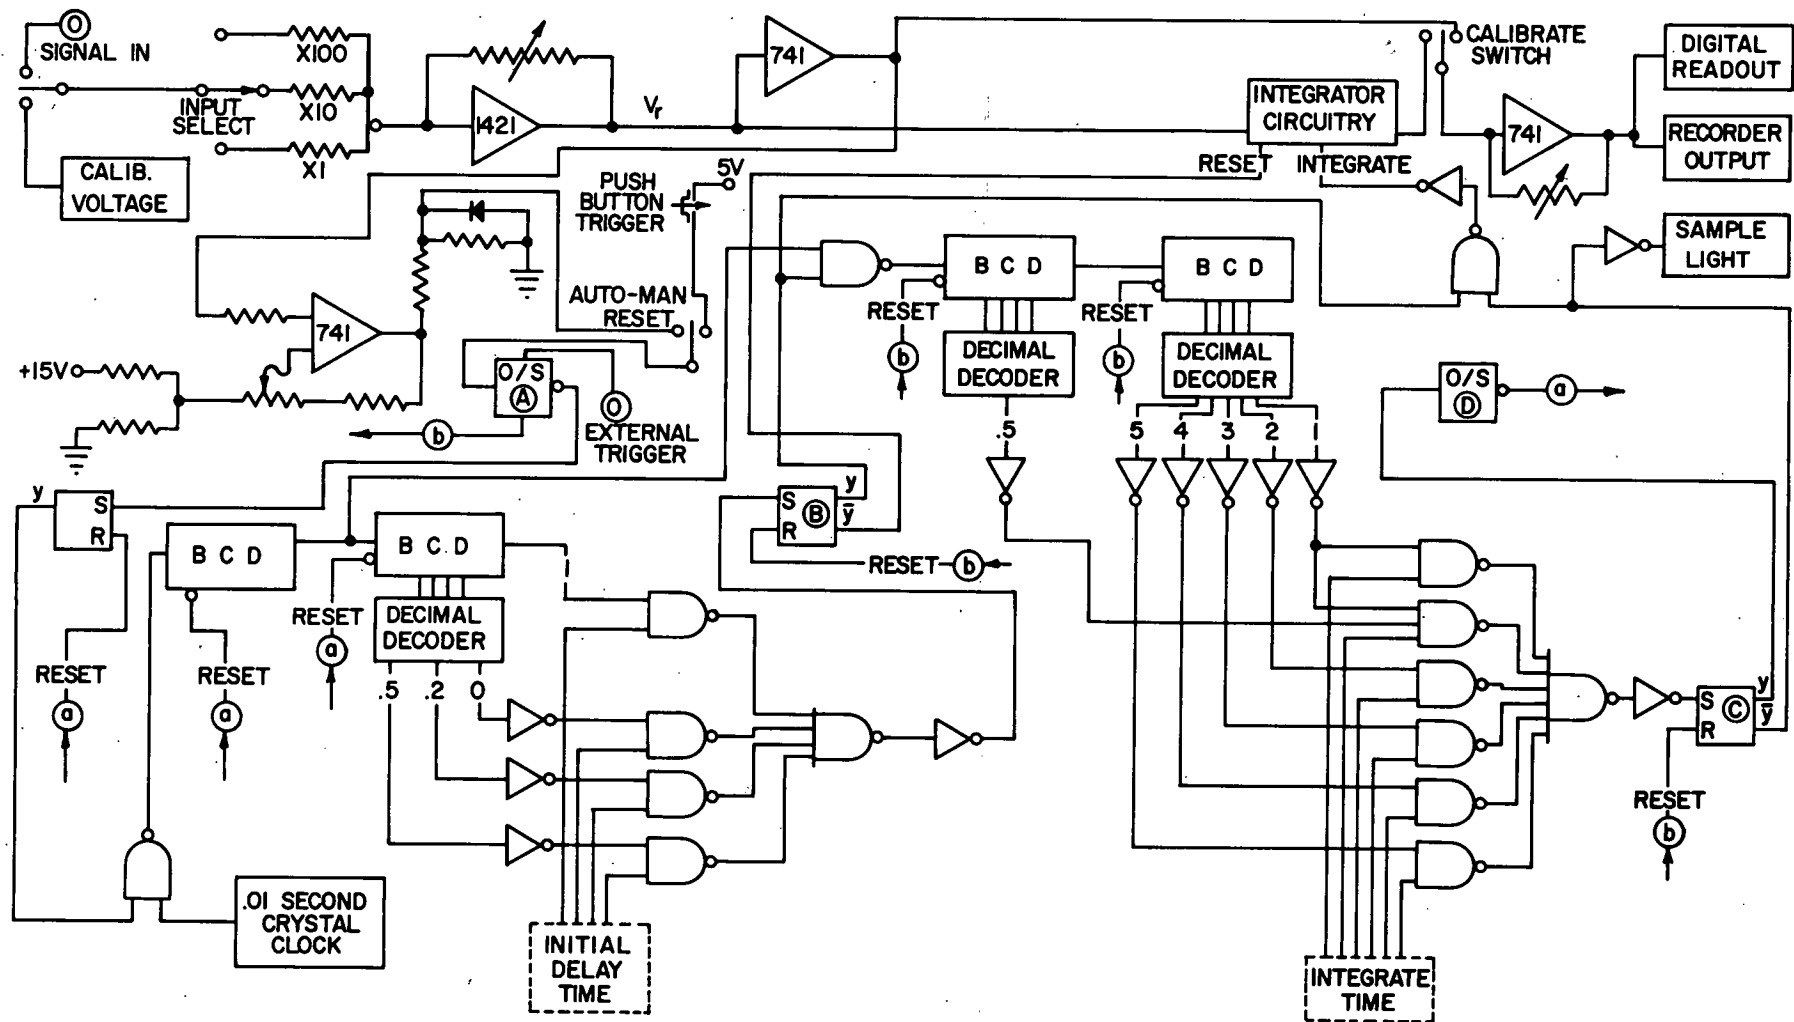 0
SIGNAL IN
X100
INPUT
SELECT
X10
X1
CALIB.
VOLTAGE
1421
Vr
741
CALIBRATE
SWITCH
DIGITAL
READOUT
INTEGRATOR
CIRCUITRY
741
RECORDER
OUTPUT
RESET
INTEGRATE
PUSH
BUTTON
TRIGGER
5V
SAMPLE
LIGHT
BCD
BCD
AUTO-MAN
RESET
RESET
b
RESET
b
741
+15V
O/S
A
0
EXTERNAL
TRIGGER
b
DECIMAL
DECODER
DECIMAL
DECODER
O/S
D
a
.5
5 4 3 2 1
y
S
R
S
R
B
y
ȳ
RESET b
BCD
BCD
RESET
a
DECIMAL
DECODER
RESET
a
RESET
a
.5 .2 0
S
R
C
y
ȳ
RESET
b
.01 SECOND
CRYSTAL
CLOCK
INITIAL
DELAY
TIME
INTEGRATE
TIME